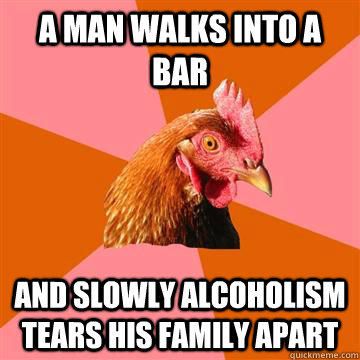 A MAN WALKS INTO A
BAR
AND SLOWLY ALCOHOLISM
TEARS HIS FAMILY APART
quickmeme.com